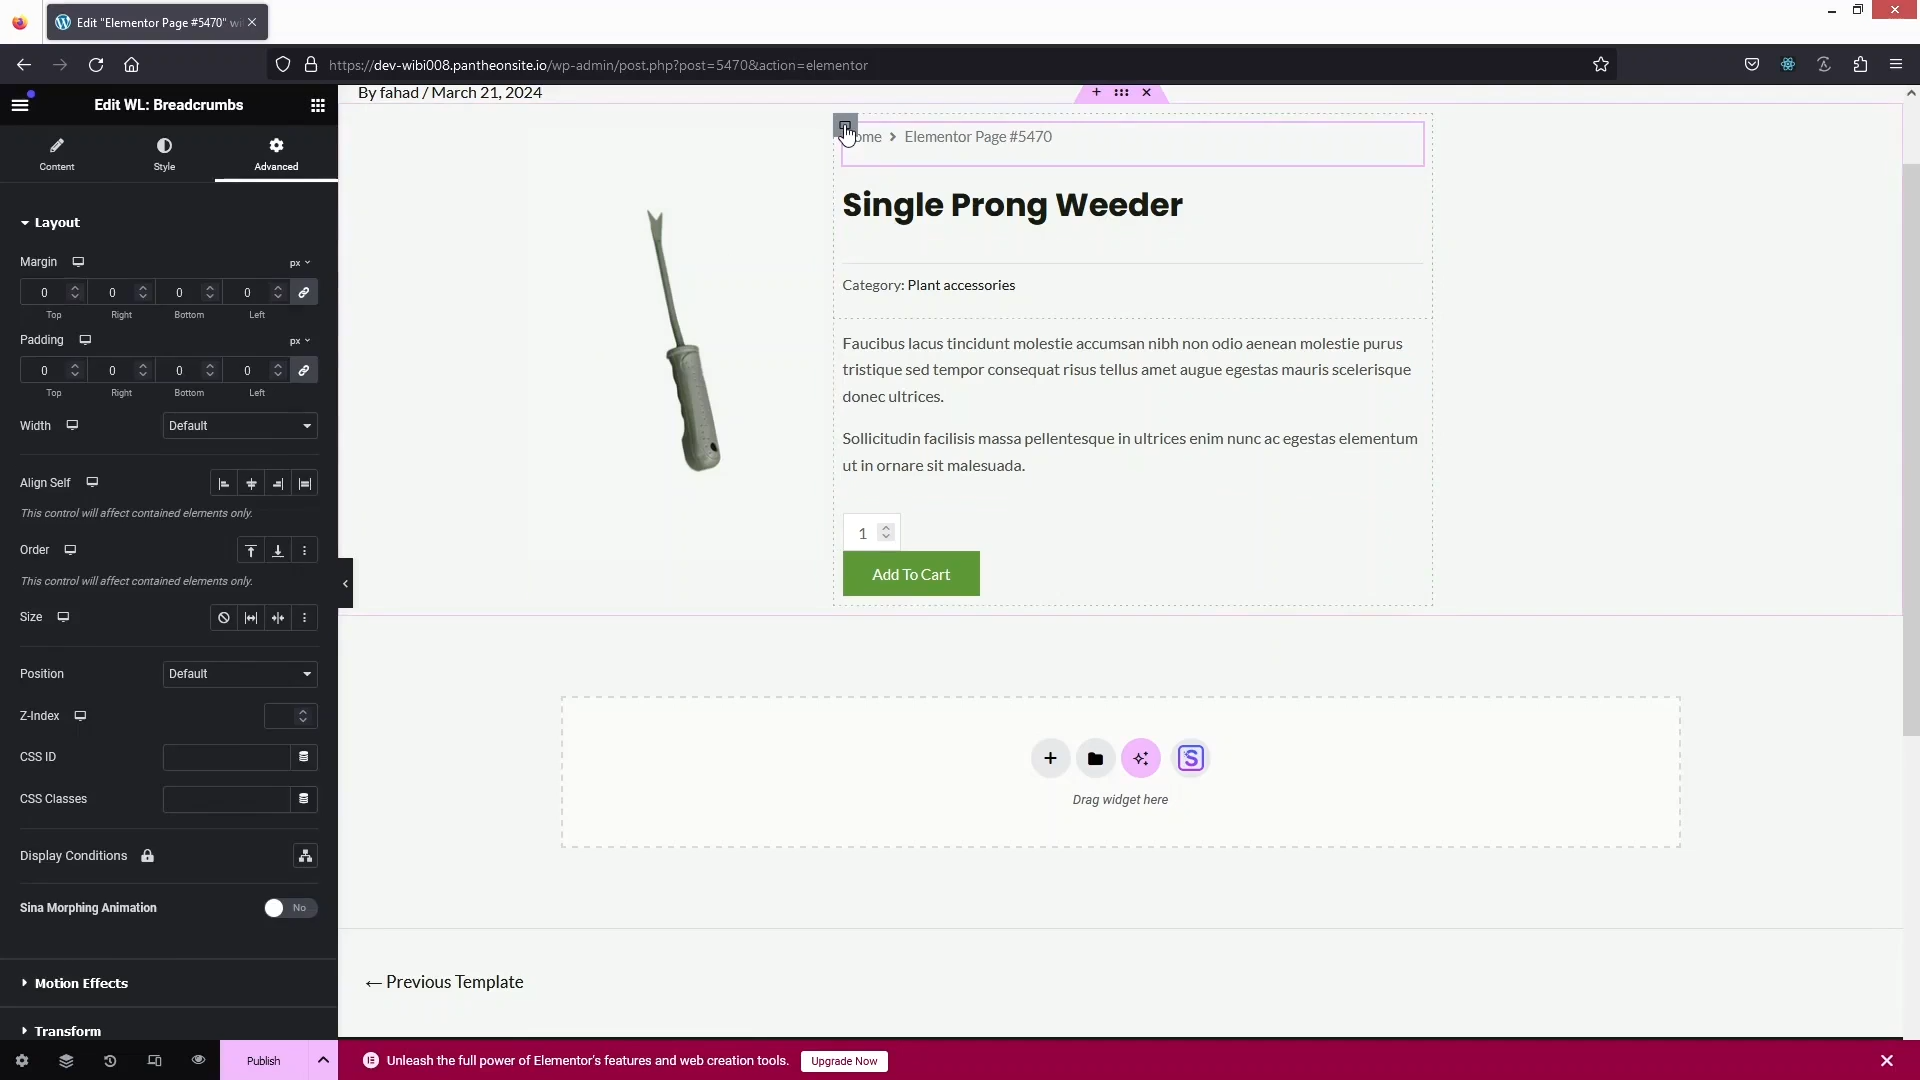 Edit "Elementor Page #5470" wi
https://dev-wibi008.pantheonsite.io/wp-admin/post.php?post=5470&action=elementor
Edit WL: Breadcrumbs
Content
Style
Advanced
Layout
Margin
px
0
0
0
0
Top
Right
Bottom
Left
Padding
px
0
0
0
0
Top
Right
Bottom
Left
Width
Default
Align Self
This control will affect contained elements only.
Order
This control will affect contained elements only.
Size
Position
Default
Z-Index
CSS ID
CSS Classes
Display Conditions
Sina Morphing Animation
No
Motion Effects
Transform
Publish
By fahad / March 21, 2024
ome > Elementor Page #5470
Single Prong Weeder
Category: Plant accessories
Faucibus lacus tincidunt molestie accumsan nibh non odio aenean molestie purus
tristique sed tempor consequat risus tellus amet augue egestas mauris scelerisque
donec ultrices.
Sollicitudin facilisis massa pellentesque in ultrices enim nunc ac egestas elementum
ut in ornare sit malesuada.
1
Add To Cart
S
Drag widget here
← Previous Template
Unleash the full power of Elementor's features and web creation tools.
Upgrade Now